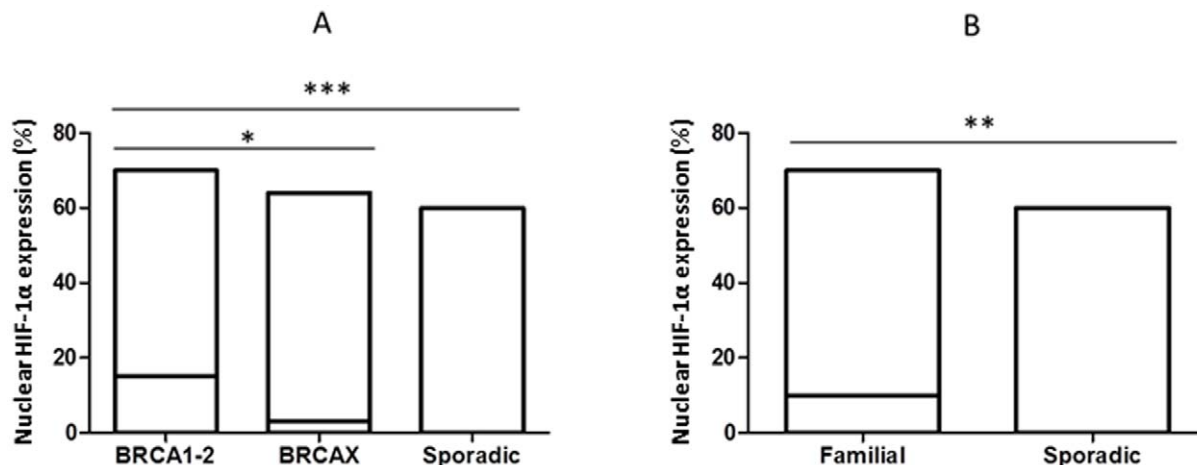 A
B
***
*
**
Nuclear HIF-1α expression (%)
80
60
40
20
0
BRCA1-2 BRCAX Sporadic
Nuclear HIF-1α expression (%)
80
60
40
20
0
Familial Sporadic